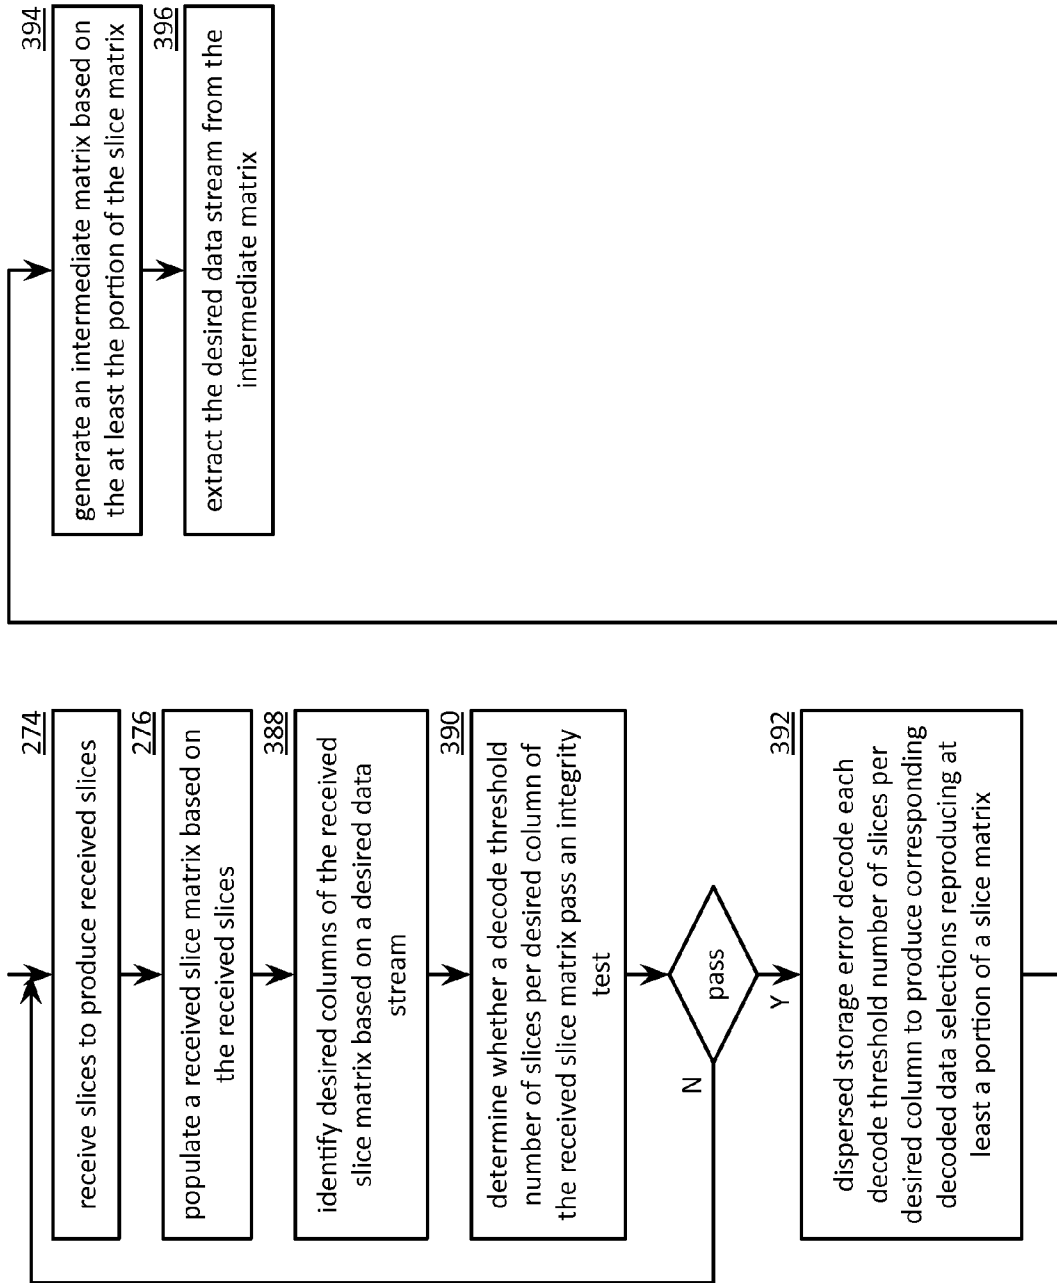 274
receive slices to produce received slices
276
populate a received slice matrix based on
the received slices
388
identify desired columns of the received
slice matrix based on a desired data
stream
390
determine whether a decode threshold
number of slices per desired column of
the received slice matrix pass an integrity
test
pass
N
Y
392
dispersed storage error decode each
decode threshold number of slices per
desired column to produce corresponding
decoded data selections reproducing at
least a portion of a slice matrix
394
generate an intermediate matrix based on
the at least the portion of the slice matrix
396
extract the desired data stream from the
intermediate matrix